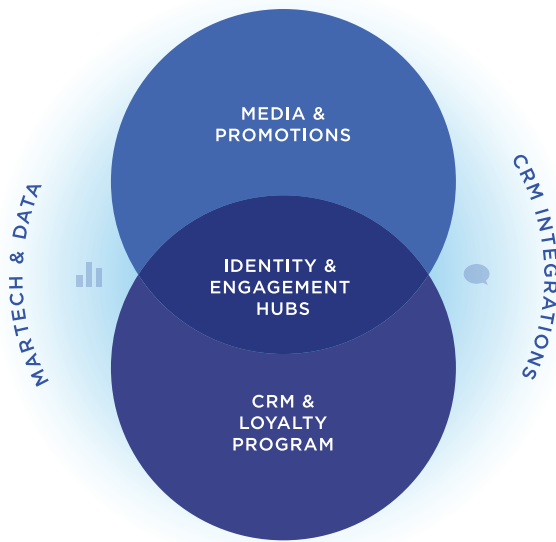 MEDIA &
PROMOTIONS
MARTECH & DATA
IDENTITY &
ENGAGEMENT
HUBS
CRM INTEGRATIONS
CRM &
LOYALTY
PROGRAM